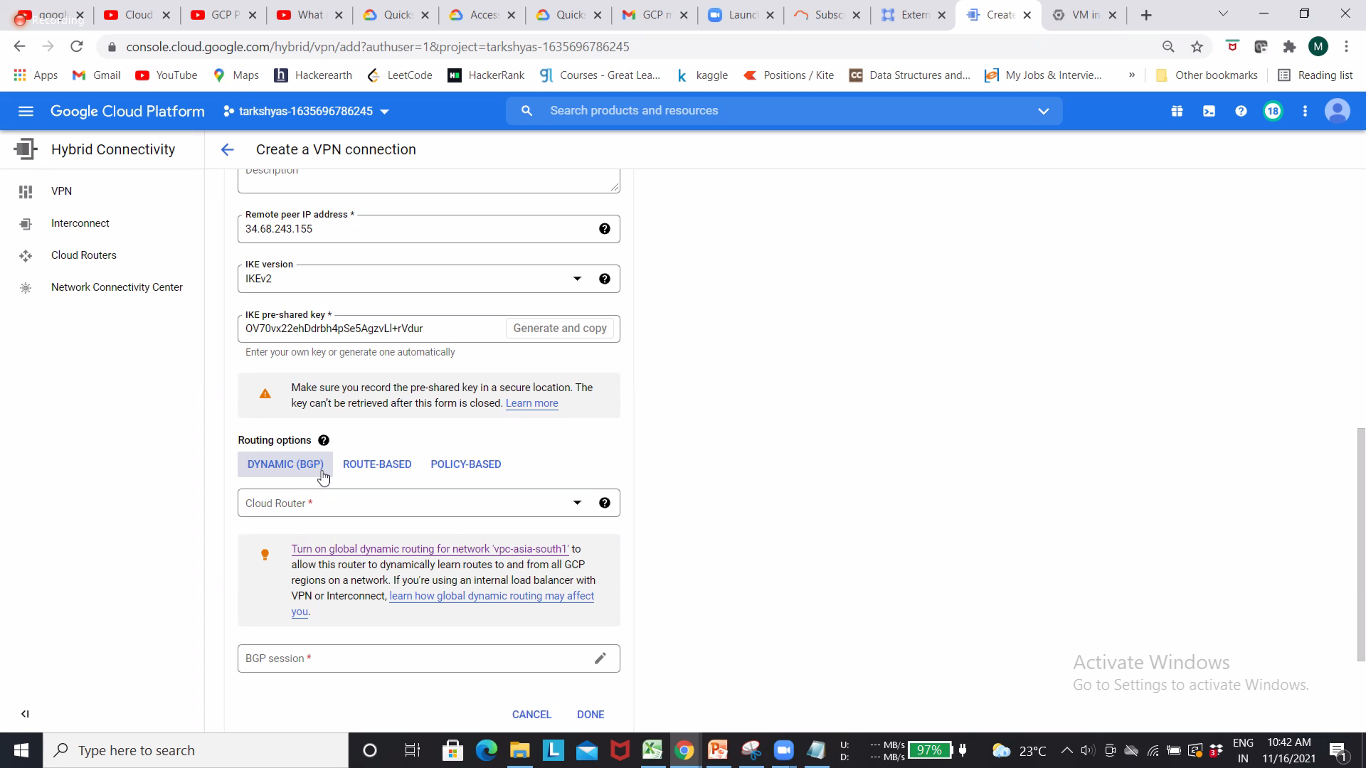 Recording
googl
Cloud
GCP P
What
Quick
Acces
Quick
GCP n
Launc
Subsc
Extern
Create
VM in
console.cloud.google.com/hybrid/vpn/add?authuser=1&project=tarkshyas-1635696786245
M
Apps
Gmail
YouTube
Maps
Hackerearth
LeetCode
HackerRank
Courses - Great Lea...
kaggle
Positions / Kite
Data Structures and...
My Jobs & Intervie...
»
Other bookmarks
Reading list
Google Cloud Platform
tarkshyas-1635696786245
Search products and resources
18
Hybrid Connectivity
Create a VPN connection
VPN
Interconnect
Cloud Routers
Network Connectivity Center
Description
Remote peer IP address *
34.68.243.155
IKE version
IKEv2
IKE pre-shared key *
OV70vx22ehDdrbh4pSe5AgzvLl+rVdur
Generate and copy
Enter your own key or generate one automatically
Make sure you record the pre-shared key in a secure location. The
key can't be retrieved after this form is closed. Learn more
Routing options
DYNAMIC (BGP)
ROUTE-BASED
POLICY-BASED
Cloud Router *
Turn on global dynamic routing for network 'vpc-asia-south1' to
allow this router to dynamically learn routes to and from all GCP
regions on a network. If you're using an internal load balancer with
VPN or Interconnect, learn how global dynamic routing may affect
you.
BGP session *
CANCEL
DONE
Activate Windows
Go to Settings to activate Windows.
Type here to search
U: --- MB/s
D: --- MB/s
97%
23°C
ENG
IN
10:42 AM
11/16/2021
1